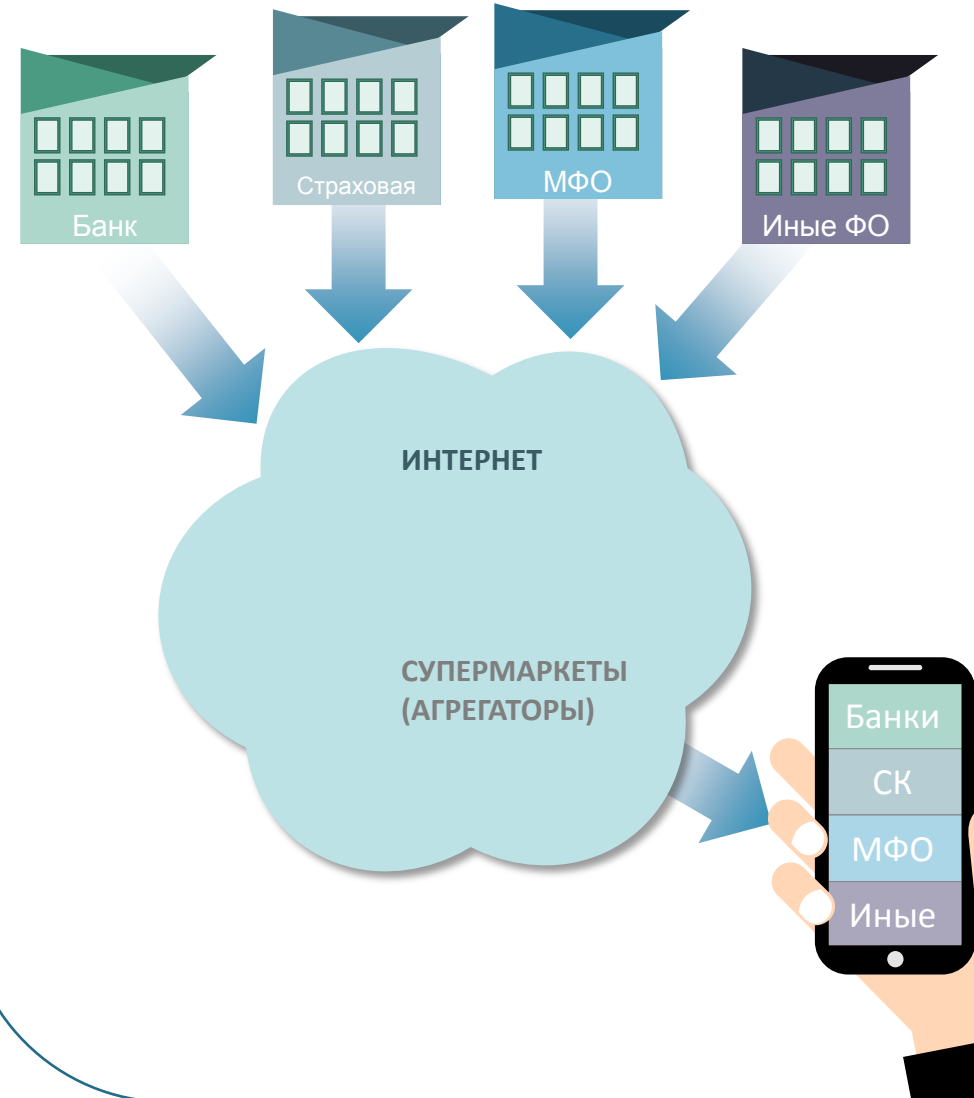 Банк
Страховая
МФО
Иные ФО
ИНТЕРНЕТ
СУПЕРМАРКЕТЫ
(АГРЕГАТОРЫ)
Банки
СК
МФО
Иные